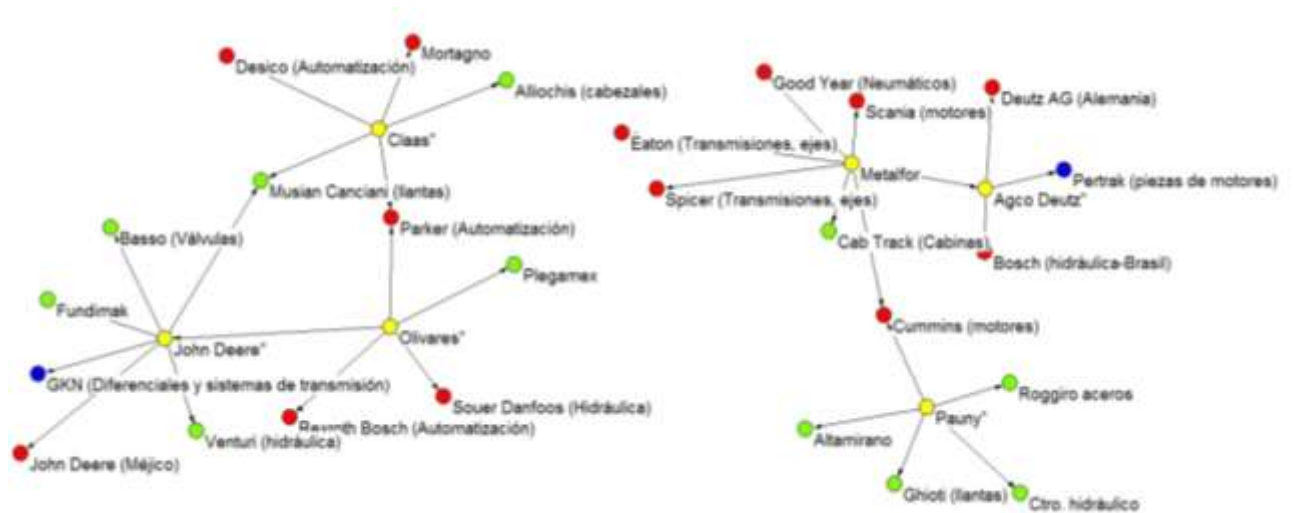 Desico (Automatización)
Mortagno
Alliochis (cabezales)
Claas"
Musian Canciani (llantas)
Basso (Válvulas)
Parker (Automatización)
Plegamex
Fundimak
John Deere"
Olivares"
GKN (Diferenciales y sistemas de transmisión)
Souer Danfoos (Hidráulica)
Rexroth Bosch (Automatización)
Venturi (hidráulica)
John Deere (Méjico)
Good Year (Neumáticos)
Deutz AG (Alemania)
Scania (motores)
Eaton (Transmisiones, ejes)
Metalfor
Pertrak (piezas de motores)
Agco Deutz"
Spicer (Transmisiones, ejes)
Cab Track (Cabinas)
Bosch (hidráulica-Brasil)
Cummins (motores)
Roggiro aceros
Pauny"
Altamirano
Ghioti (llantas)
Ctro. hidráulico